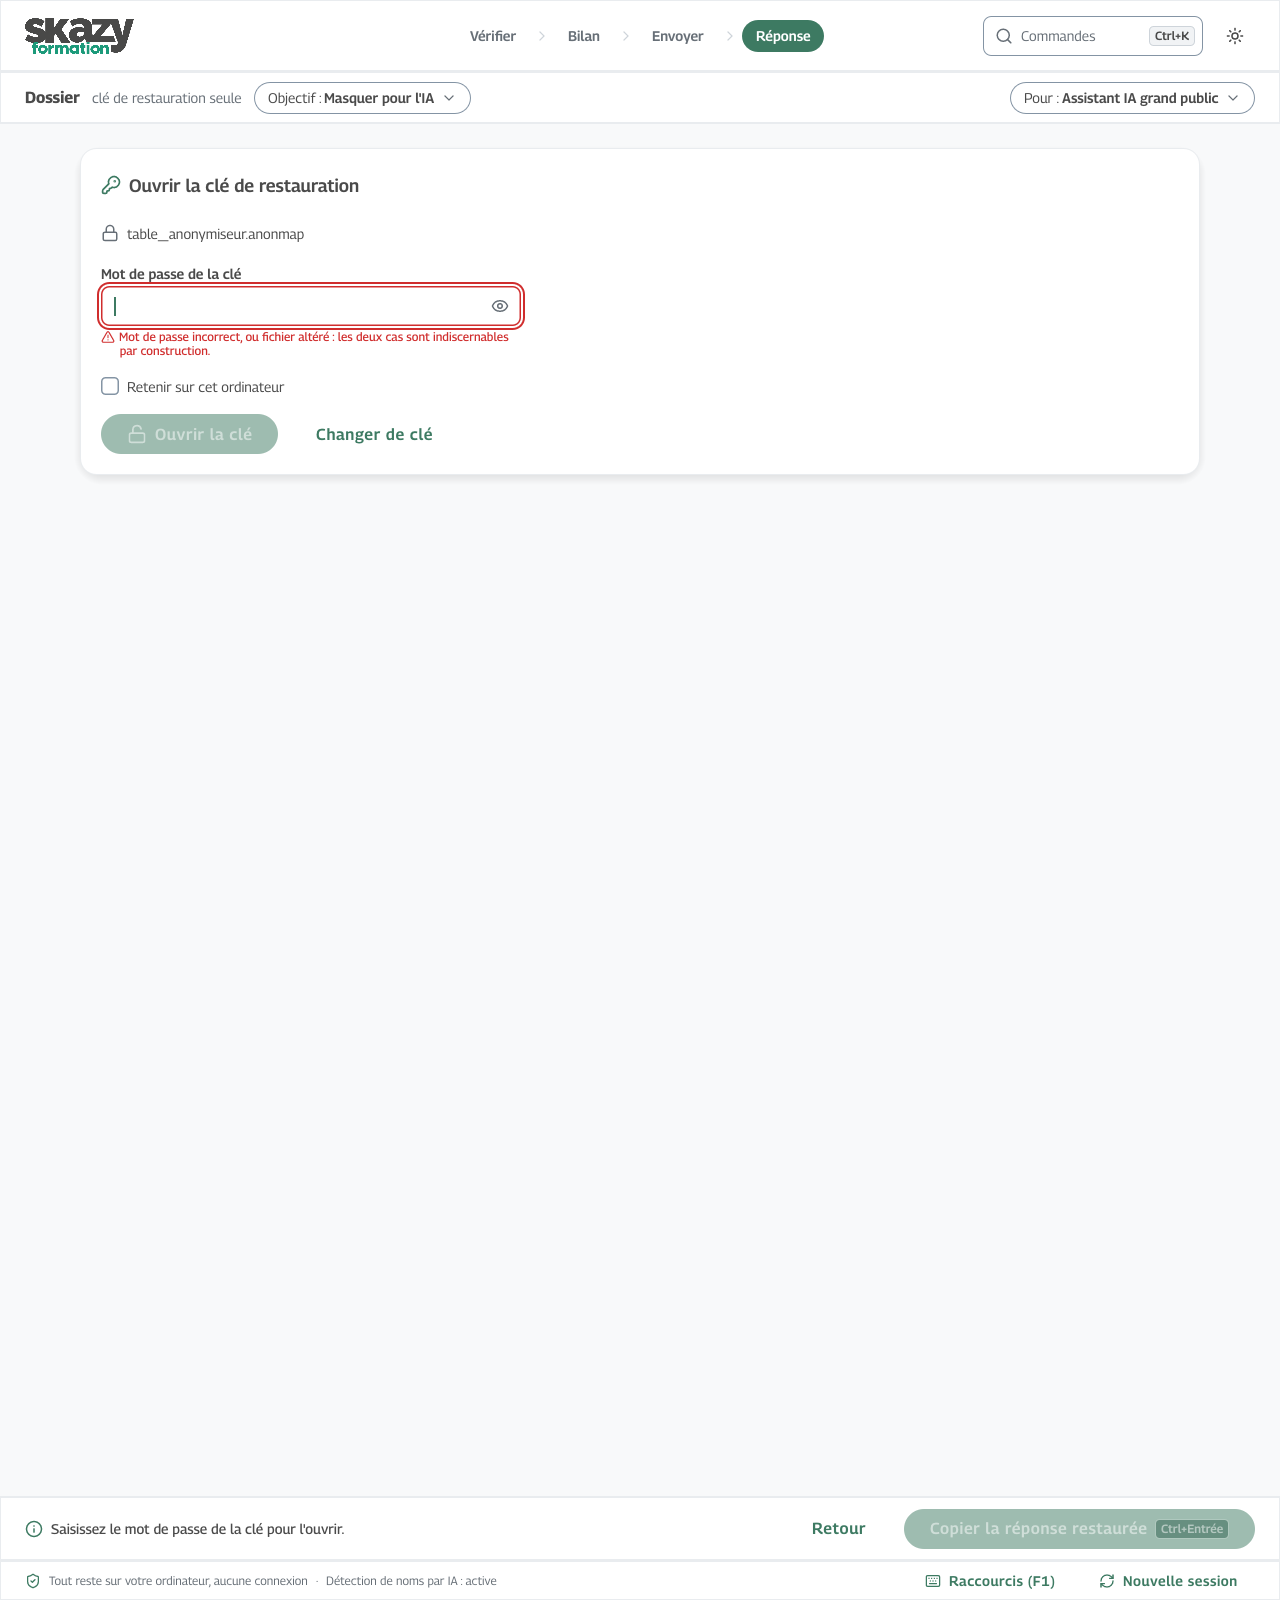 skazy
formation
Vérifier
Bilan
Envoyer
Réponse
Commandes
Ctrl+K
Dossier
clé de restauration seule
Objectif : Masquer pour l'IA
Pour : Assistant IA grand public
Ouvrir la clé de restauration
table_anonymiseur.anonmap
Mot de passe de la clé
Mot de passe incorrect, ou fichier altéré : les deux cas sont indiscernables
par construction.
Retenir sur cet ordinateur
Ouvrir la clé
Changer de clé
Saisissez le mot de passe de la clé pour l'ouvrir.
Retour
Copier la réponse restaurée
Ctrl+Entrée
Tout reste sur votre ordinateur, aucune connexion · Détection de noms par IA : active
Raccourcis (F1)
Nouvelle session